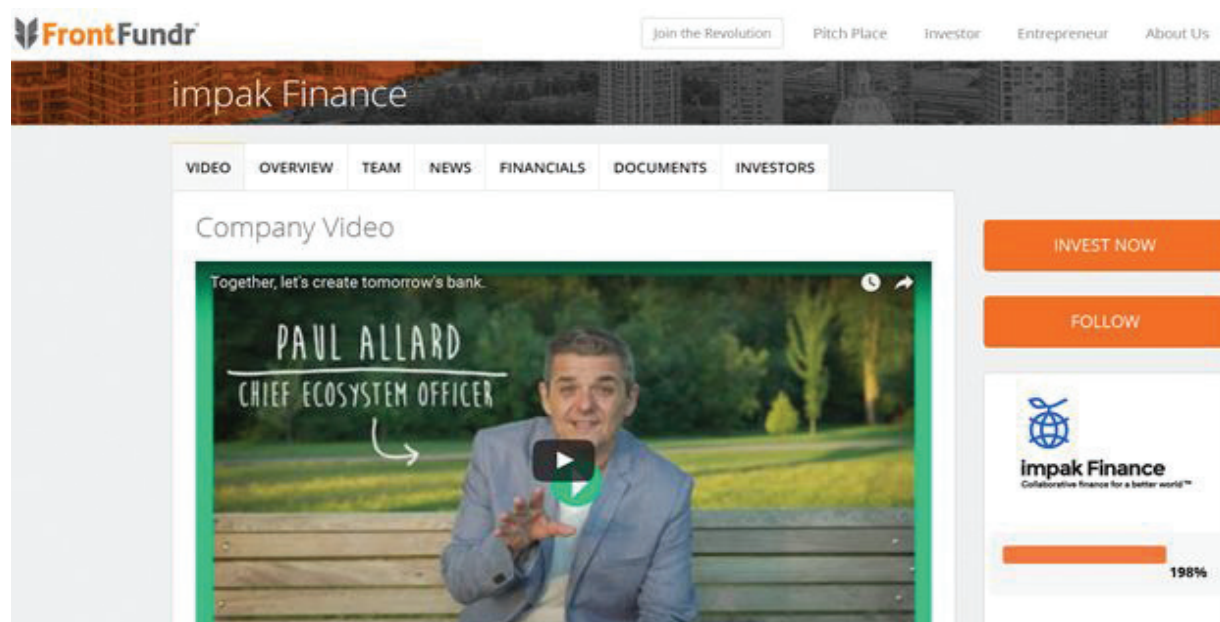 FrontFundr
Join the Revolution Pitch Place Investor Entrepreneur About Us
impak Finance
VIDEO OVERVIEW TEAM NEWS FINANCIALS DOCUMENTS INVESTORS
Company Video
INVEST NOW
Together, let's create tomorrow's bank.
FOLLOW
PAUL ALLARD
CHIEF ECOSYSTEM OFFICER
impak Finance
Collaborative finance for a better world™
198%